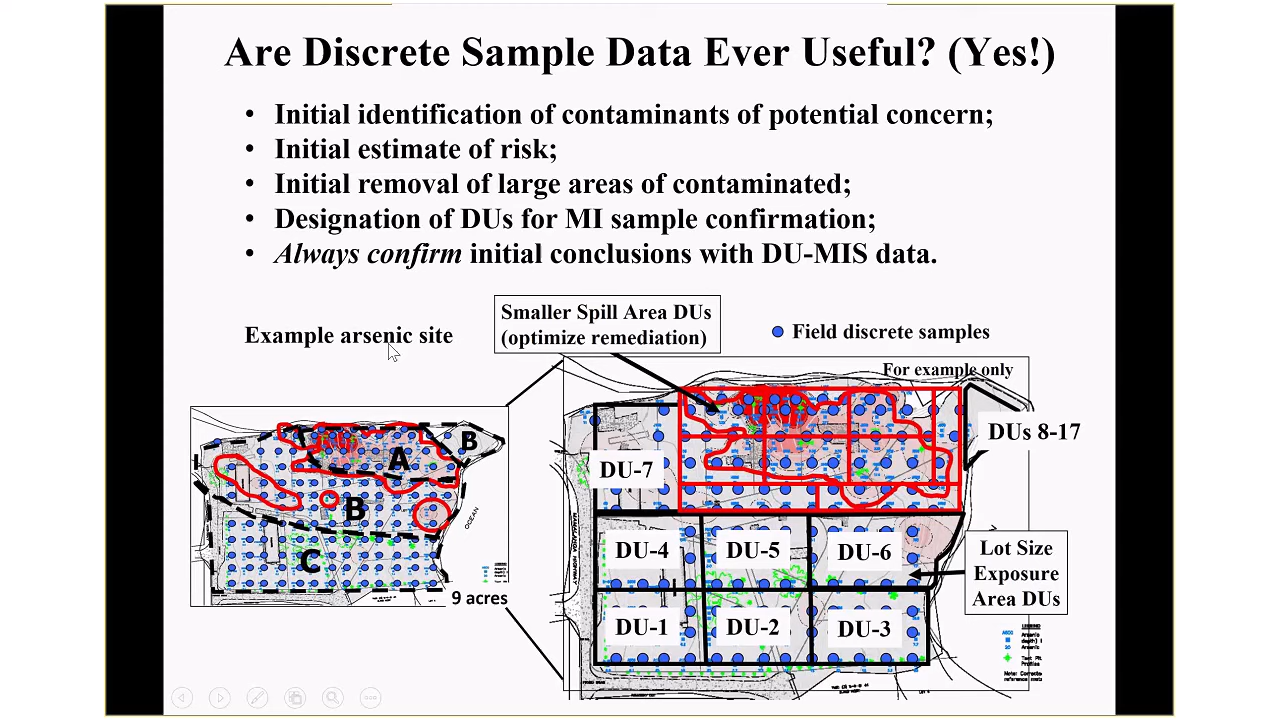 Are Discrete Sample Data Ever Useful? (Yes!)
• Initial identification of contaminants of potential concern;
• Initial estimate of risk;
• Initial removal of large areas of contaminated;
• Designation of DUs for MI sample confirmation;
• Always confirm initial conclusions with DU-MIS data.
Example arsenic site
Smaller Spill Area DUs
(optimize remediation)
Field discrete samples
For example only
A
B
B
C
OCEAN
9 acres
DUs 8-17
DU-7
DU-4
DU-5
DU-6
DU-1
DU-2
DU-3
Lot Size
Exposure
Area DUs
LEGEND